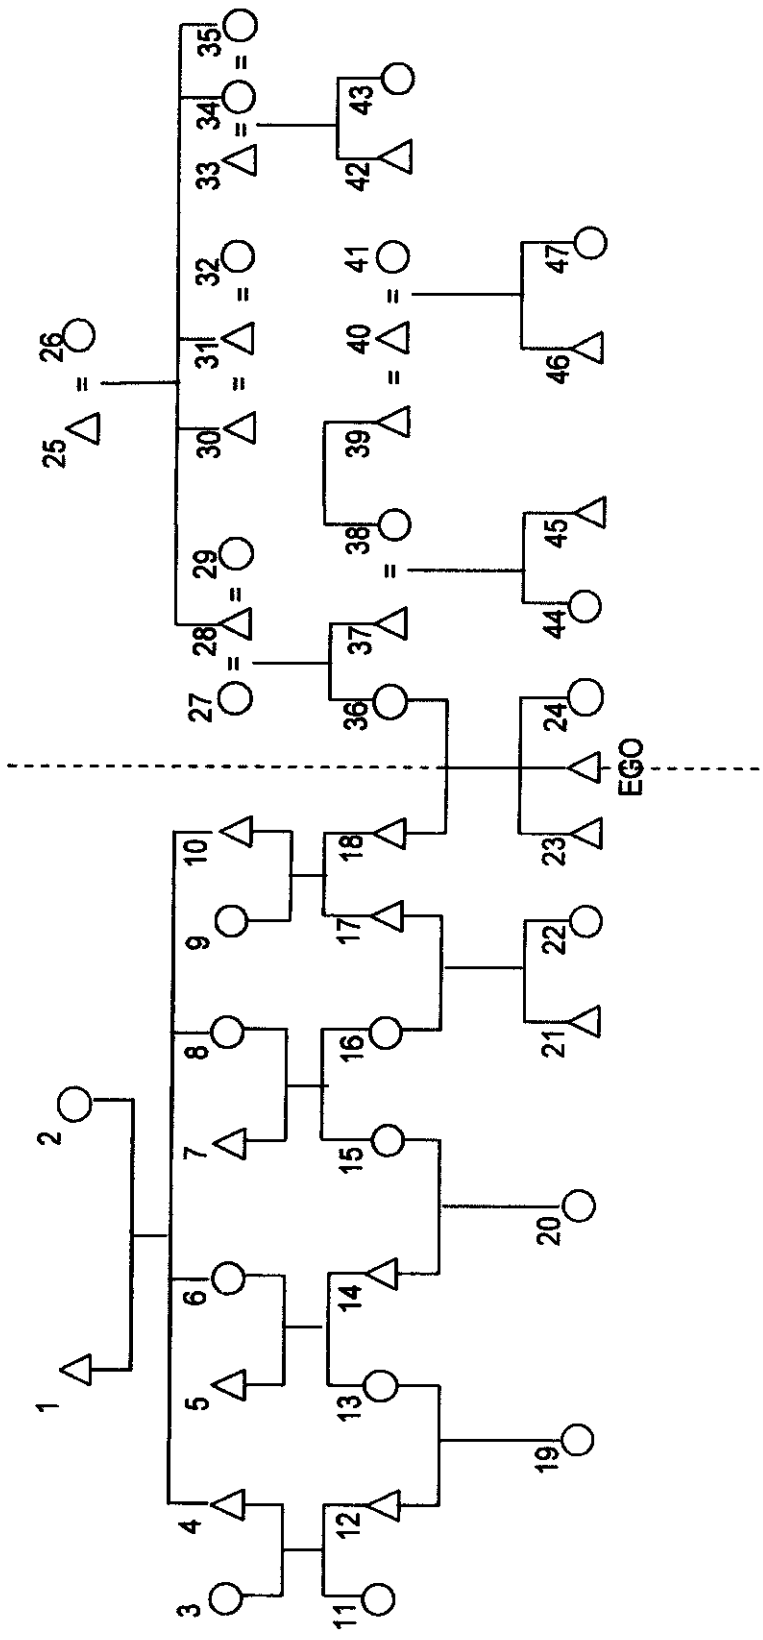 1 2 25 = 26
3 4 5 6 7 8 9 10 27 = 28 = 29 30 = 31 = 32 33 = 34 = 35
11 12 13 14 15 16 17 18 36 37 = 38 39 = 40 = 41 42 43
19 20 21 22 23 24 44 45 46 47
EGO